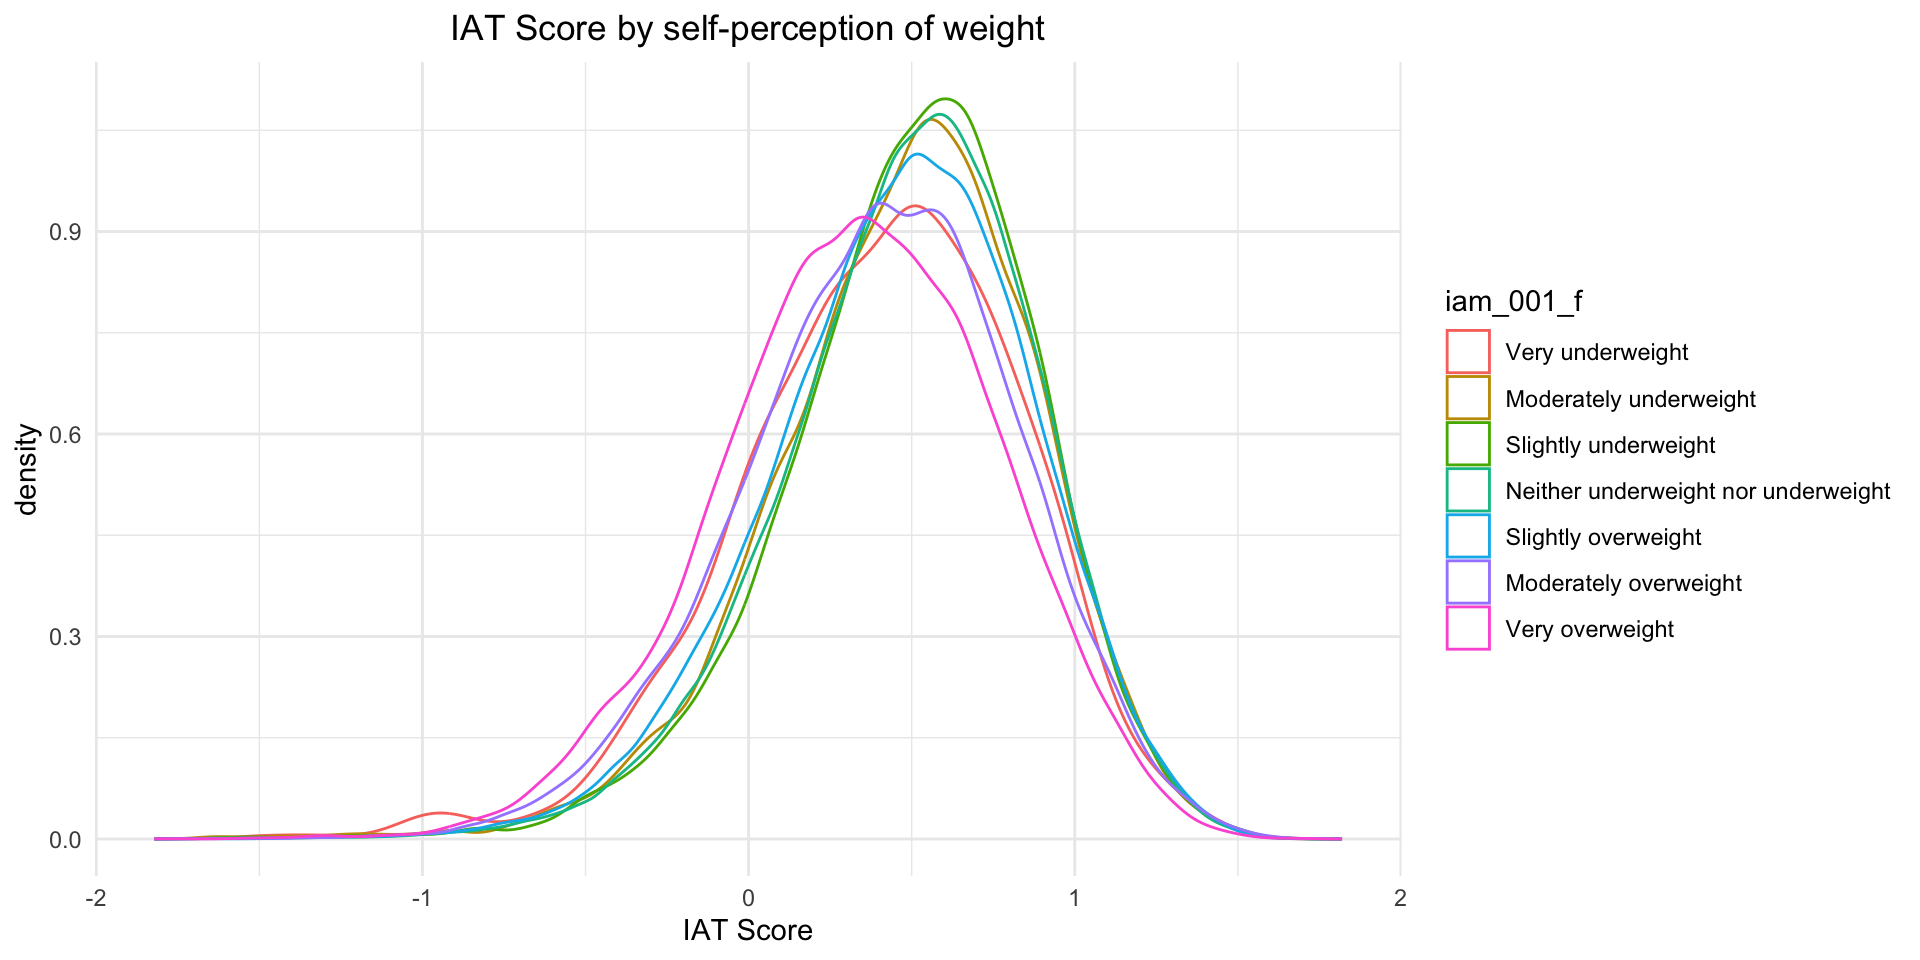 IAT Score by self-perception of weight
density
0.9
0.6
0.3
0.0
-2
-1
0
1
2
IAT Score
iam_001_f
Very underweight
Moderately underweight
Slightly underweight
Neither underweight nor underweight
Slightly overweight
Moderately overweight
Very overweight